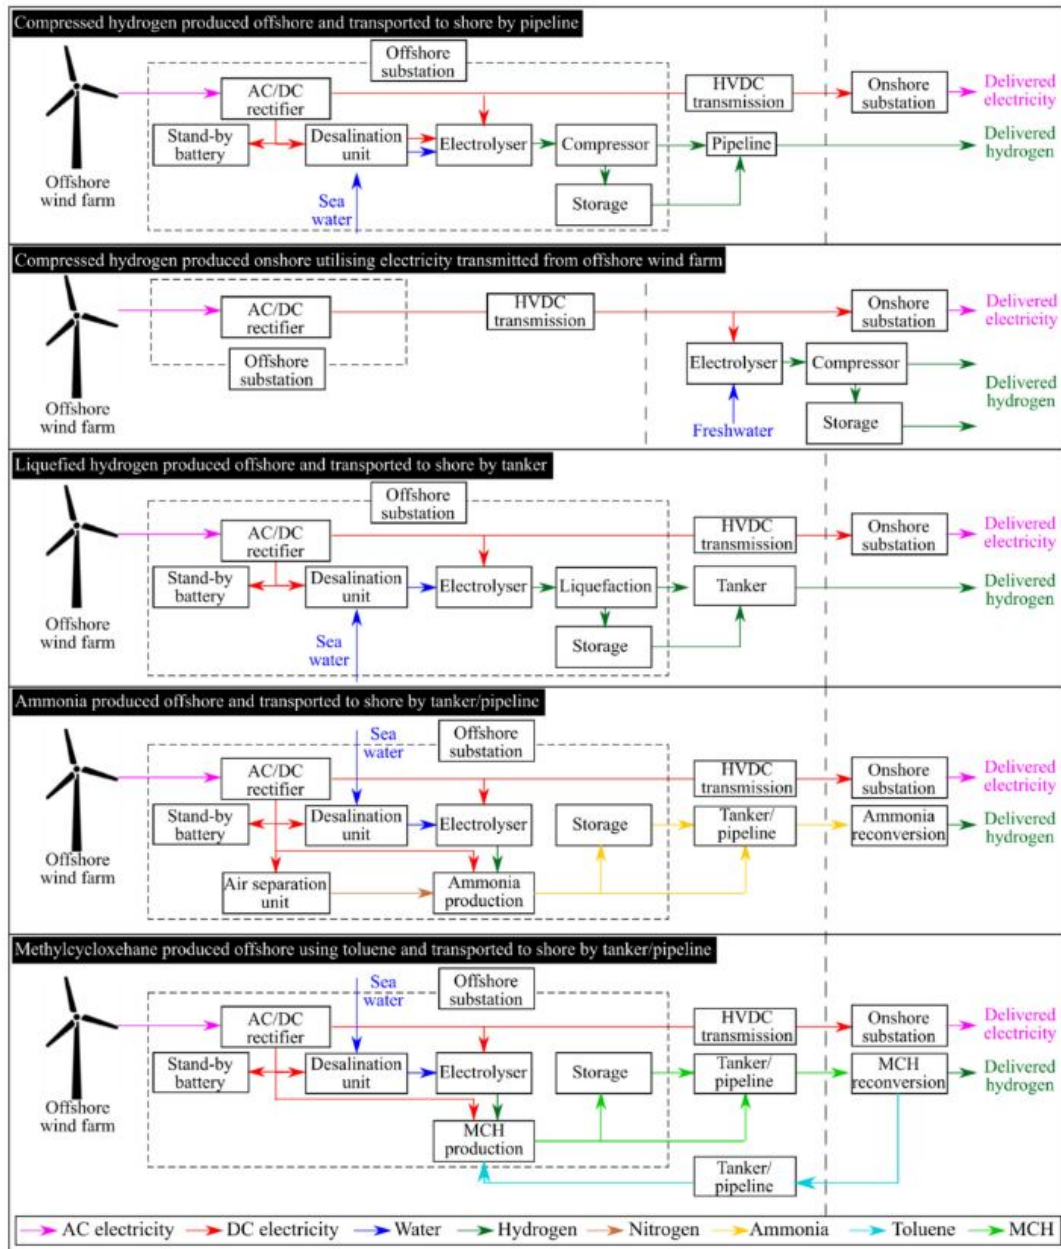 Compressed hydrogen produced offshore and transported to shore by pipeline
Offshore
substation
AC/DC
rectifier
HVDC
transmission
Onshore
substation
Delivered
electricity
Stand-by
battery
Desalination
unit
Electrolyser
Compressor
Pipeline
Delivered
hydrogen
Offshore
wind farm
Sea
water
Storage
Compressed hydrogen produced onshore utilising electricity transmitted from offshore wind farm
AC/DC
rectifier
HVDC
transmission
Onshore
substation
Delivered
electricity
Offshore
substation
Electrolyser
Compressor
Delivered
hydrogen
Offshore
wind farm
Freshwater
Storage
Liquefied hydrogen produced offshore and transported to shore by tanker
Offshore
substation
AC/DC
rectifier
HVDC
transmission
Onshore
substation
Delivered
electricity
Stand-by
battery
Desalination
unit
Electrolyser
Liquefaction
Tanker
Delivered
hydrogen
Offshore
wind farm
Sea
water
Storage
Ammonia produced offshore and transported to shore by tanker/pipeline
Sea
water
Offshore
substation
AC/DC
rectifier
HVDC
transmission
Onshore
substation
Delivered
electricity
Stand-by
battery
Desalination
unit
Electrolyser
Storage
Tanker/
pipeline
Ammonia
reconversion
Delivered
hydrogen
Offshore
wind farm
Air separation
unit
Ammonia
production
Methylcycloxehane produced offshore using toluene and transported to shore by tanker/pipeline
Sea
water
Offshore
substation
AC/DC
rectifier
HVDC
transmission
Onshore
substation
Delivered
electricity
Stand-by
battery
Desalination
unit
Electrolyser
Storage
Tanker/
pipeline
MCH
reconversion
Delivered
hydrogen
Offshore
wind farm
MCH
production
Tanker/
pipeline
AC electricity DC electricity Water Hydrogen Nitrogen Ammonia Toluene MCH